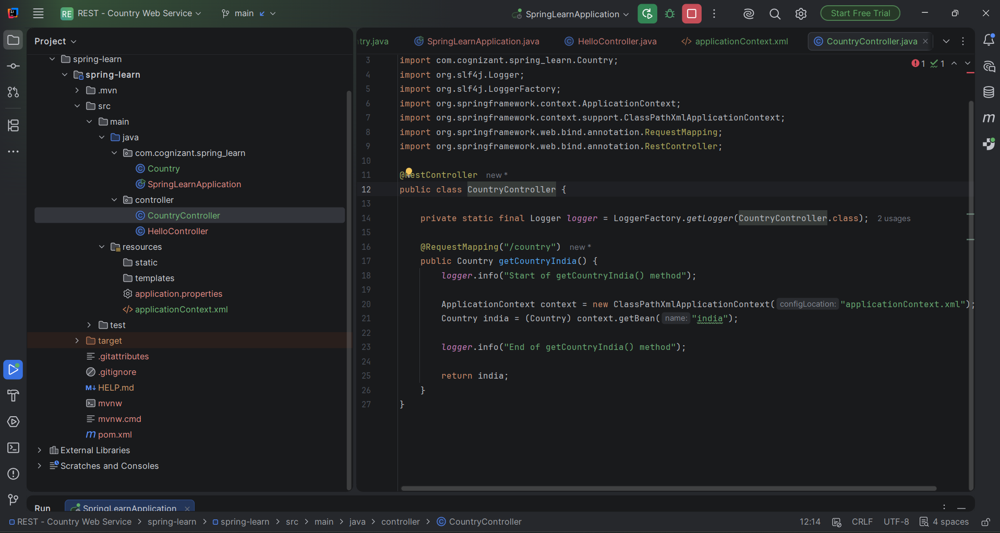 RE REST - Country Web Service main SpringLearnApplication Start Free Trial
Project
spring-learn
spring-learn
.mvn
src
main
java
com.cognizant.spring_learn
Country
SpringLearnApplication
controller
CountryController
HelloController
resources
static
templates
application.properties
applicationContext.xml
test
target
.gitattributes
.gitignore
HELP.md
mvnw
mvnw.cmd
pom.xml
External Libraries
Scratches and Consoles
try.java SpringLearnApplication.java HelloController.java applicationContext.xml CountryController.java
1 1
3 import com.cognizant.spring_learn.Country;
4 import org.slf4j.Logger;
5 import org.slf4j.LoggerFactory;
6 import org.springframework.context.ApplicationContext;
7 import org.springframework.context.support.ClassPathXmlApplicationContext;
8 import org.springframework.web.bind.annotation.RequestMapping;
9 import org.springframework.web.bind.annotation.RestController;
10
11 @RestController new *
12 public class CountryController {
13
14 private static final Logger logger = LoggerFactory.getLogger(CountryController.class); 2 usages
15
16 @RequestMapping("/country") new *
17 public Country getCountryIndia() {
18 logger.info("Start of getCountryIndia() method");
19
20 ApplicationContext context = new ClassPathXmlApplicationContext( configLocation: "applicationContext.xml");
21 Country india = (Country) context.getBean( name: "india");
22
23 logger.info("End of getCountryIndia() method");
24
25 return india;
26 }
27 }
Run SpringLearnApplication
REST - Country Web Service > spring-learn > spring-learn > src > main > java > controller > CountryController 12:14 CRLF UTF-8 4 spaces